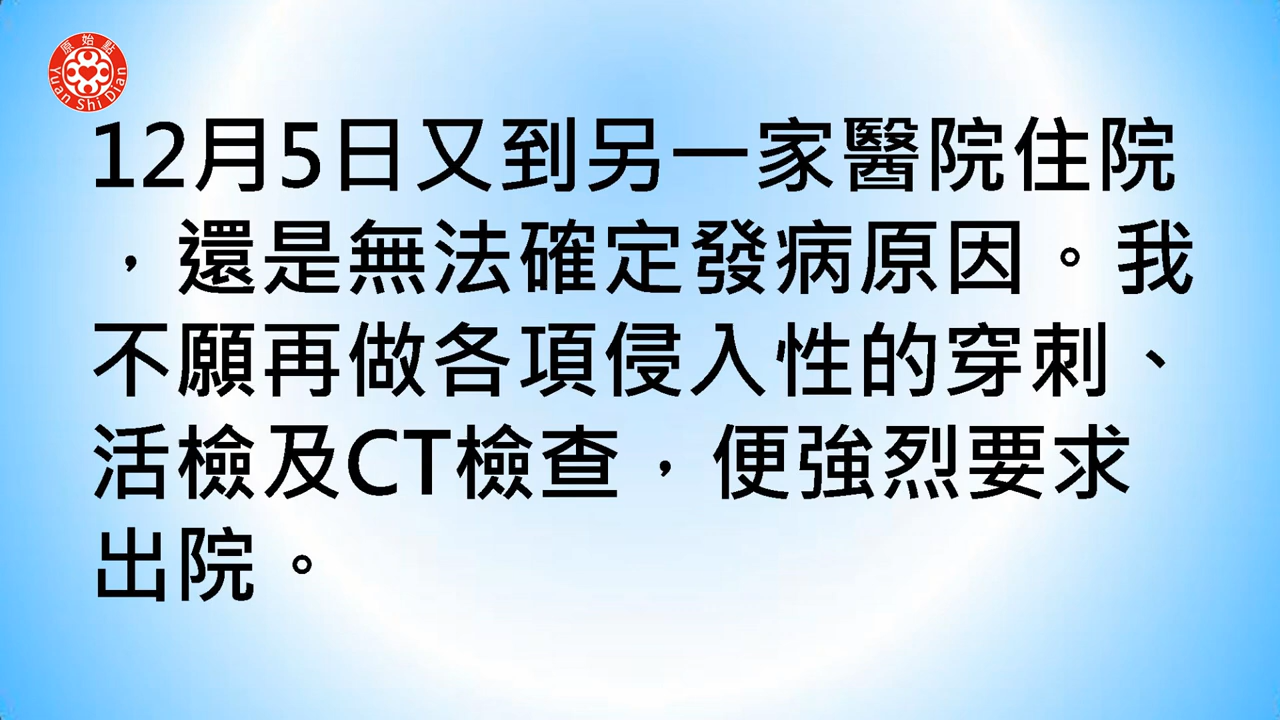 原始點
Yuan Shi Dian
12月5日又到另一家醫院住院
，還是無法確定發病原因。我
不願再做各項侵入性的穿刺、
活檢及CT檢查，便強烈要求
出院。